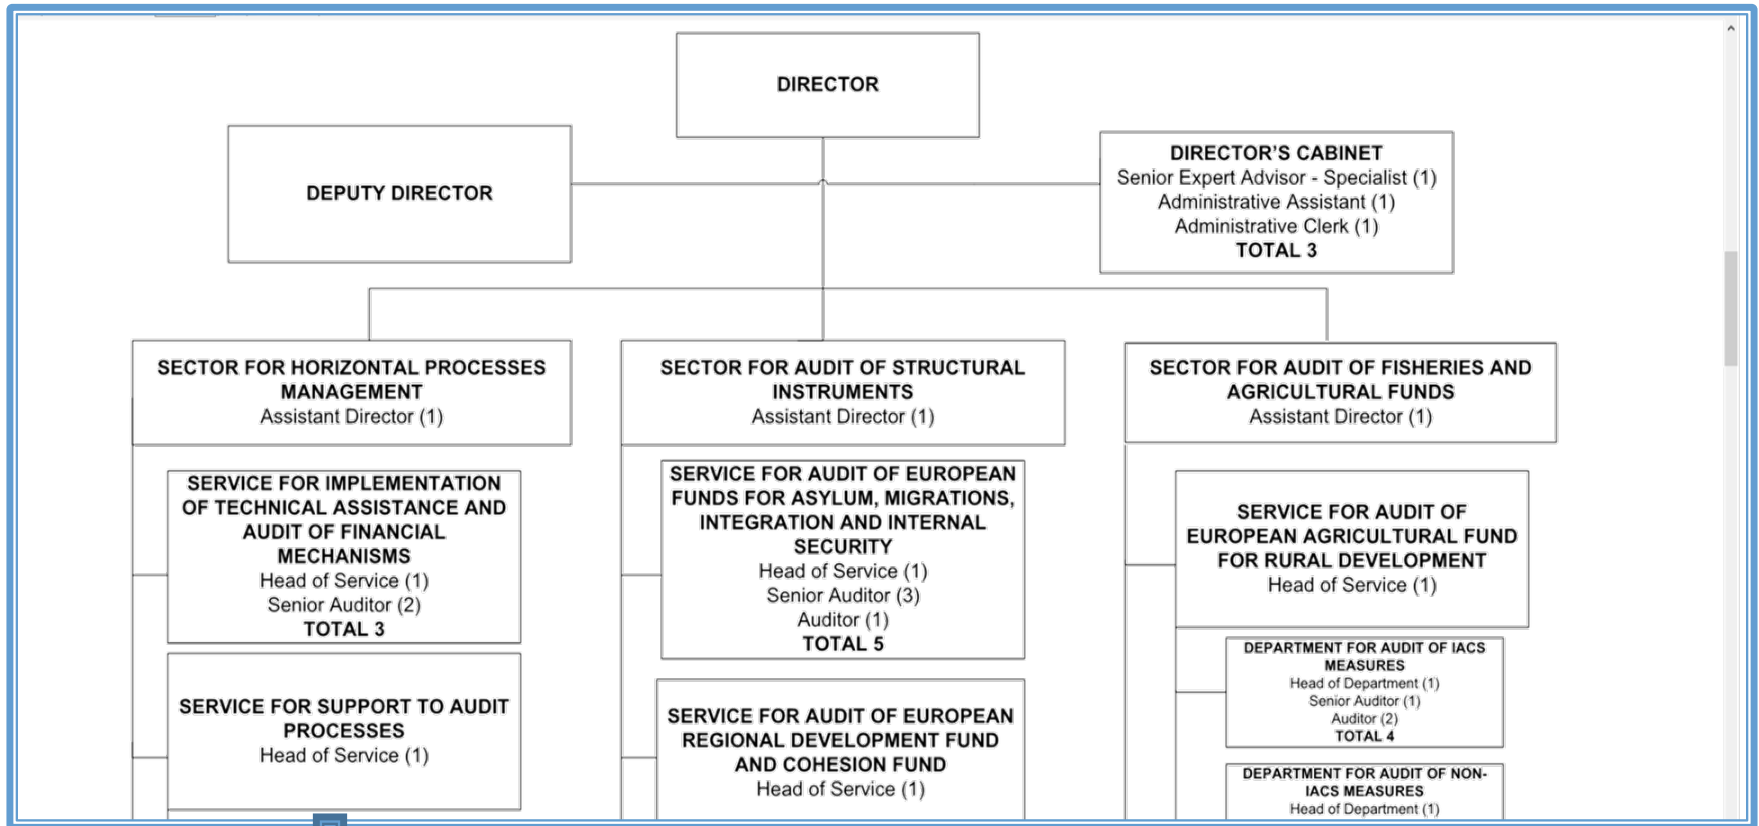 DIRECTOR
DEPUTY DIRECTOR
DIRECTOR’S CABINET
Senior Expert Advisor - Specialist (1)
Administrative Assistant (1)
Administrative Clerk (1)
TOTAL 3
SECTOR FOR HORIZONTAL PROCESSES
MANAGEMENT
Assistant Director (1)
SERVICE FOR IMPLEMENTATION
OF TECHNICAL ASSISTANCE AND
AUDIT OF FINANCIAL
MECHANISMS
Head of Service (1)
Senior Auditor (2)
TOTAL 3
SERVICE FOR SUPPORT TO AUDIT
PROCESSES
Head of Service (1)
SECTOR FOR AUDIT OF STRUCTURAL
INSTRUMENTS
Assistant Director (1)
SERVICE FOR AUDIT OF EUROPEAN
FUNDS FOR ASYLUM, MIGRATIONS,
INTEGRATION AND INTERNAL
SECURITY
Head of Service (1)
Senior Auditor (3)
Auditor (1)
TOTAL 5
SERVICE FOR AUDIT OF EUROPEAN
REGIONAL DEVELOPMENT FUND
AND COHESION FUND
Head of Service (1)
SECTOR FOR AUDIT OF FISHERIES AND
AGRICULTURAL FUNDS
Assistant Director (1)
SERVICE FOR AUDIT OF
EUROPEAN AGRICULTURAL FUND
FOR RURAL DEVELOPMENT
Head of Service (1)
DEPARTMENT FOR AUDIT OF IACS
MEASURES
Head of Department (1)
Senior Auditor (1)
Auditor (2)
TOTAL 4
DEPARTMENT FOR AUDIT OF NON-
IACS MEASURES
Head of Department (1)